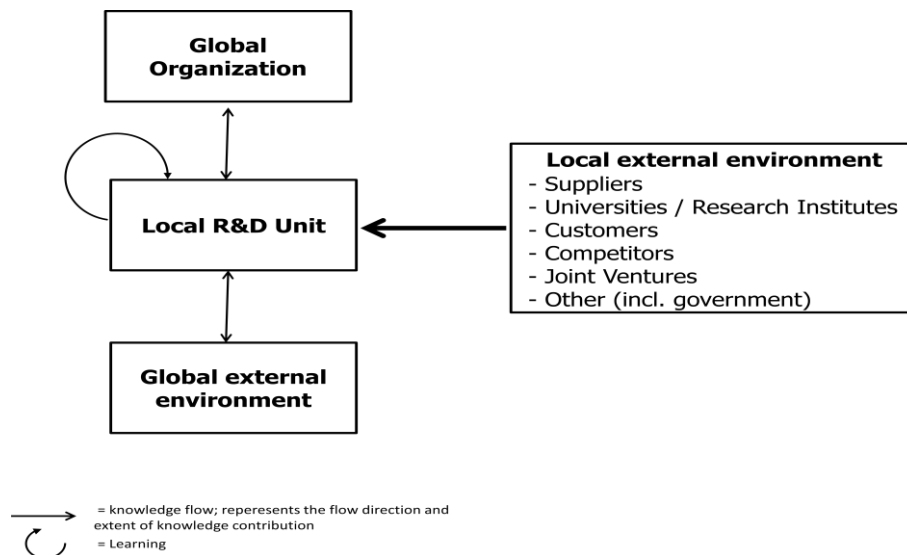 Global
Organization
Local R&D Unit
Global external
environment
Local external environment
- Suppliers
- Universities / Research Institutes
- Customers
- Competitors
- Joint Ventures
- Other (incl. government)
= knowledge flow; reperesents the flow direction and
extent of knowledge contribution
= Learning